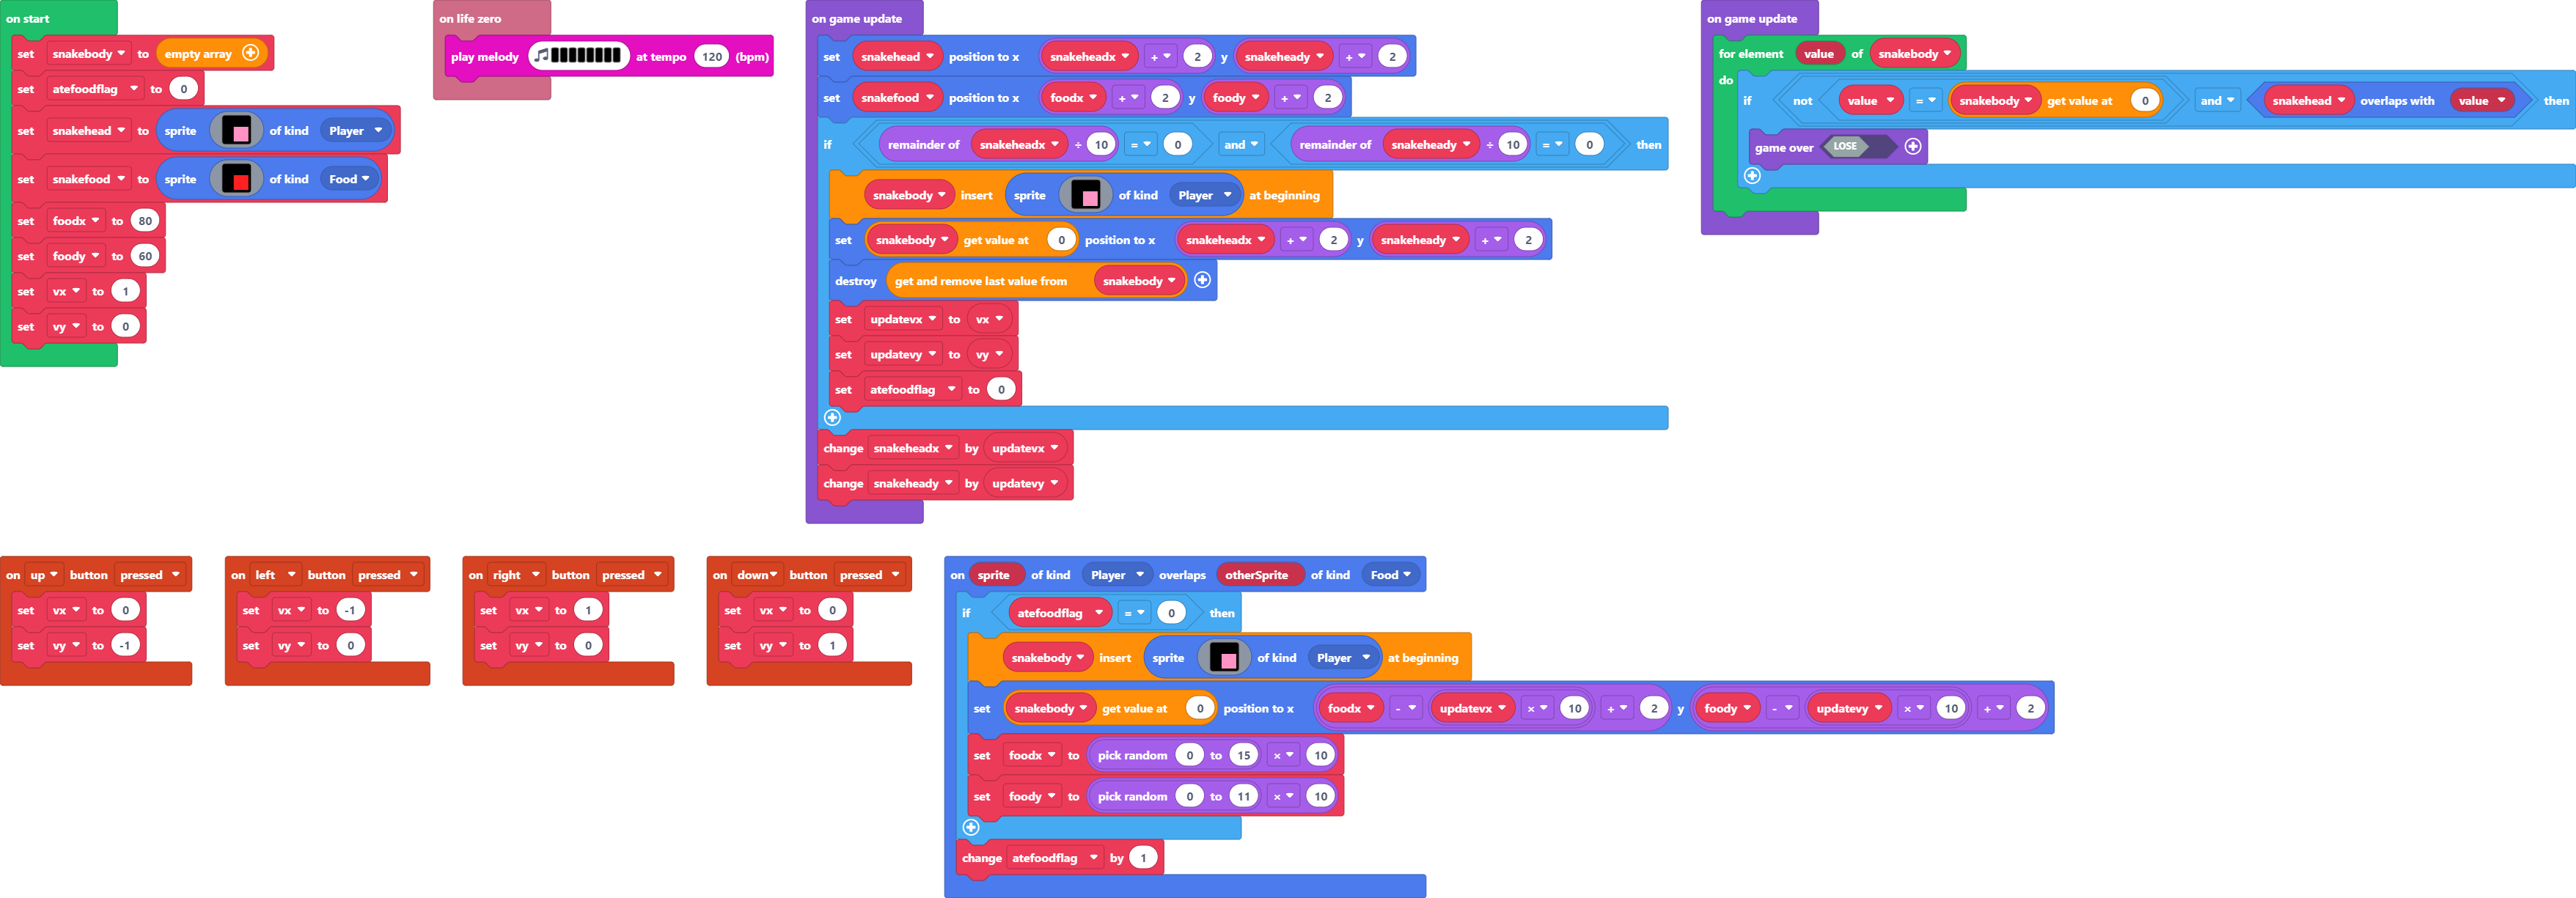 on start
set snakebody to empty array
set atefoodflag to 0
set snakehead to sprite of kind Player
set snakefood to sprite of kind Food
set foodx to 80
set foody to 60
set vx to 1
set vy to 0
on life zero
play melody at tempo 120 (bpm)
on game update
set snakehead position to x snakeheadx + 2 y snakeheady + 2
set snakefood position to x foodx + 2 y foody + 2
if remainder of snakeheadx ÷ 10 = 0 and remainder of snakeheady ÷ 10 = 0 then
snakebody insert sprite of kind Player at beginning
set snakebody get value at 0 position to x snakeheadx + 2 y snakeheady + 2
destroy get and remove last value from snakebody
set updatevx to vx
set updatevy to vy
set atefoodflag to 0
change snakeheadx by updatevx
change snakeheady by updatevy
on game update
for element value of snakebody
do
if not value = snakebody get value at 0 and snakehead overlaps with value then
game over LOSE
on up button pressed
set vx to 0
set vy to -1
on left button pressed
set vx to -1
set vy to 0
on right button pressed
set vx to 1
set vy to 0
on down button pressed
set vx to 0
set vy to 1
on sprite of kind Player overlaps otherSprite of kind Food
if atefoodflag = 0 then
snakebody insert sprite of kind Player at beginning
set snakebody get value at 0 position to x foodx - updatevx × 10 + 2 y foody - updatevy × 10 + 2
set foodx to pick random 0 to 15 × 10
set foody to pick random 0 to 11 × 10
change atefoodflag by 1